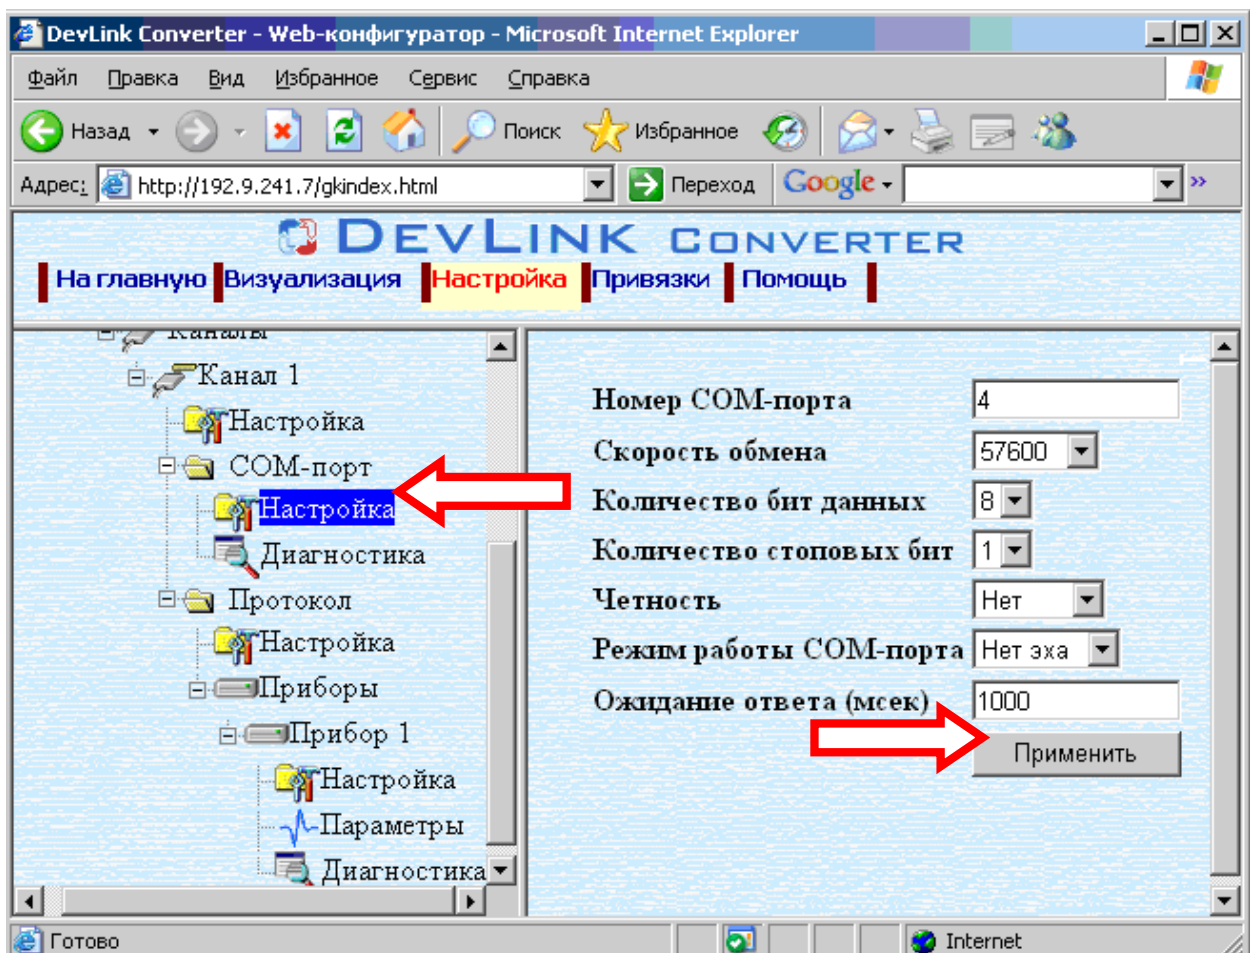 DevLink Converter - Web-конфигуратор - Microsoft Internet Explorer
Файл Правка Вид Избранное Сервис Справка
Назад Поиск Избранное
Адрес: http://192.9.241.7/gkindex.html Переход Google
DEVLINK CONVERTER
На главную Визуализация Настройка Привязки Помощь
Каналы
Канал 1
Настройка
COM-порт
Настройка
Диагностика
Протокол
Настройка
Приборы
Прибор 1
Настройка
Параметры
Диагностика
Номер COM-порта 4
Скорость обмена 57600
Количество бит данных 8
Количество стоповых бит 1
Четность Нет
Режим работы COM-порта Нет эха
Ожидание ответа (мсек) 1000
Применить
Готово Internet